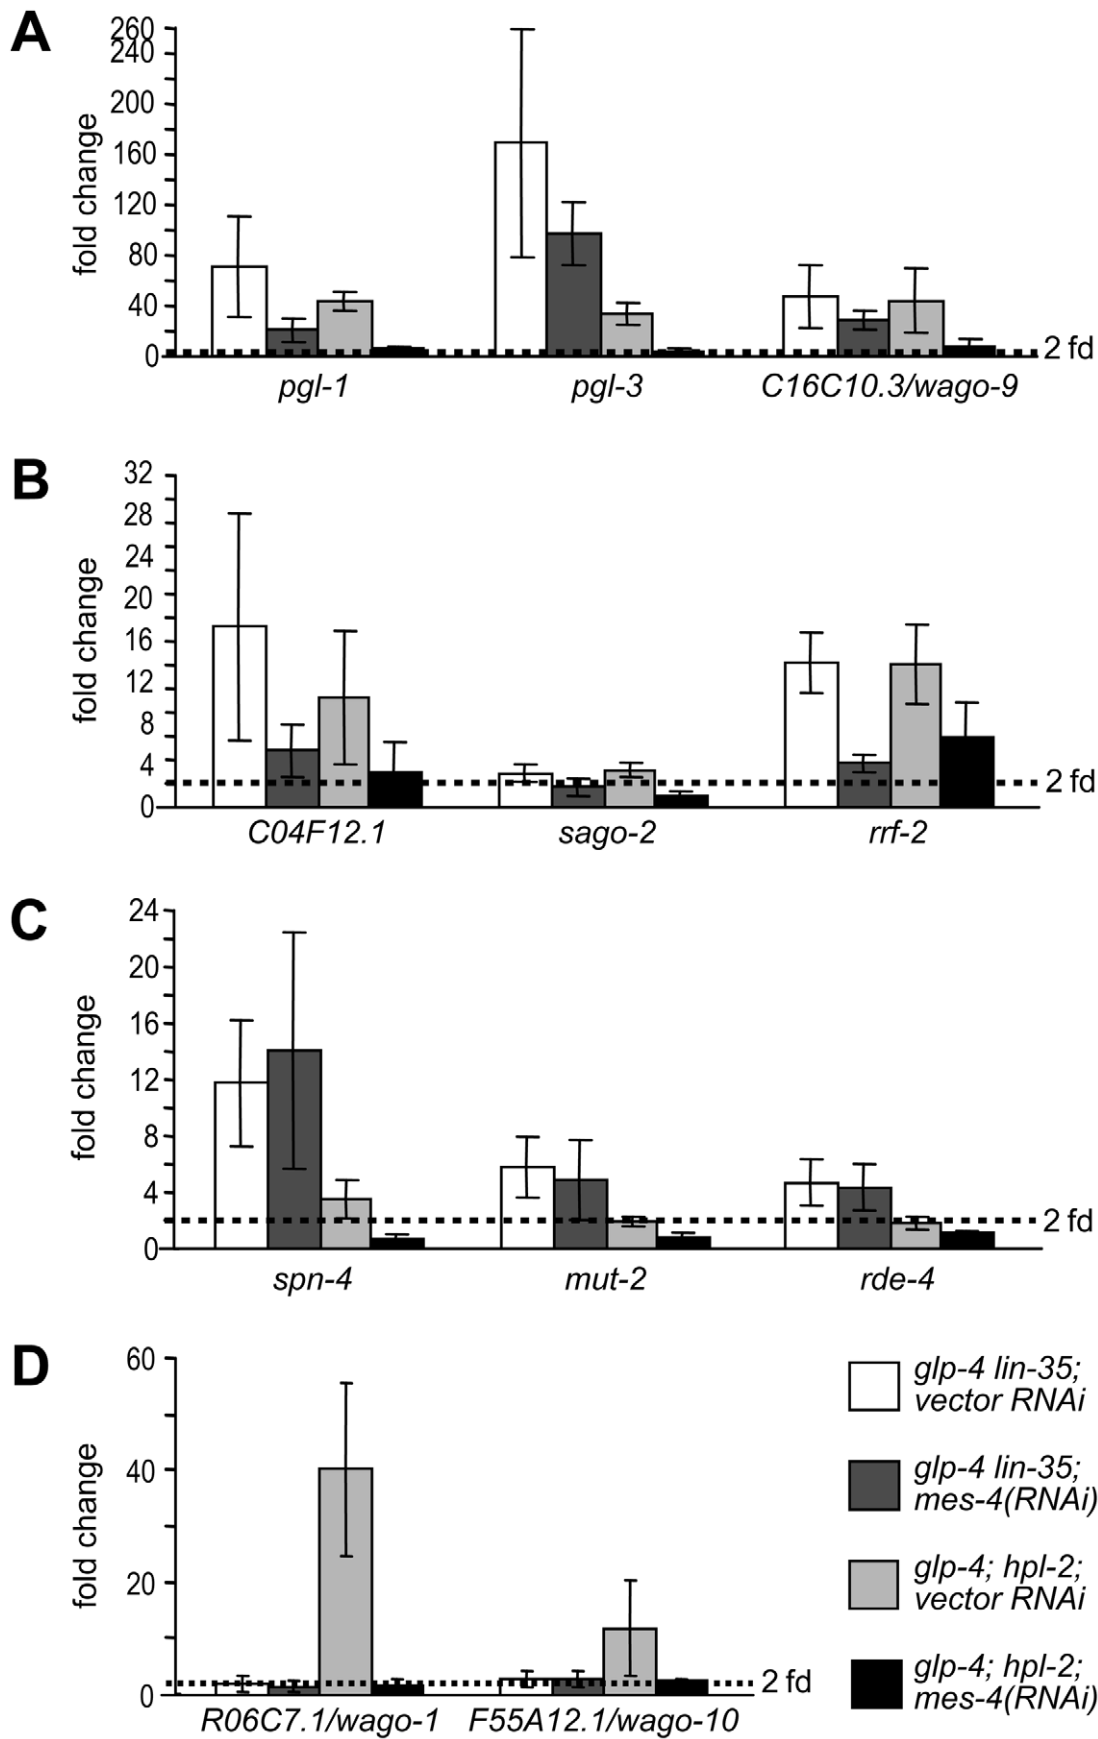 A
fold change
260
240
200
160
120
80
40
0
2 fd
pgl-1 pgl-3 C16C10.3/wago-9
B
fold change
32
28
24
20
16
12
8
4
0
2 fd
C04F12.1 sago-2 rrf-2
C
fold change
24
20
16
12
8
4
0
2 fd
spn-4 mut-2 rde-4
D
fold change
60
40
20
0
2 fd
R06C7.1/wago-1 F55A12.1/wago-10
glp-4 lin-35;
vector RNAi
glp-4 lin-35;
mes-4(RNAi)
glp-4; hpl-2;
vector RNAi
glp-4; hpl-2;
mes-4(RNAi)